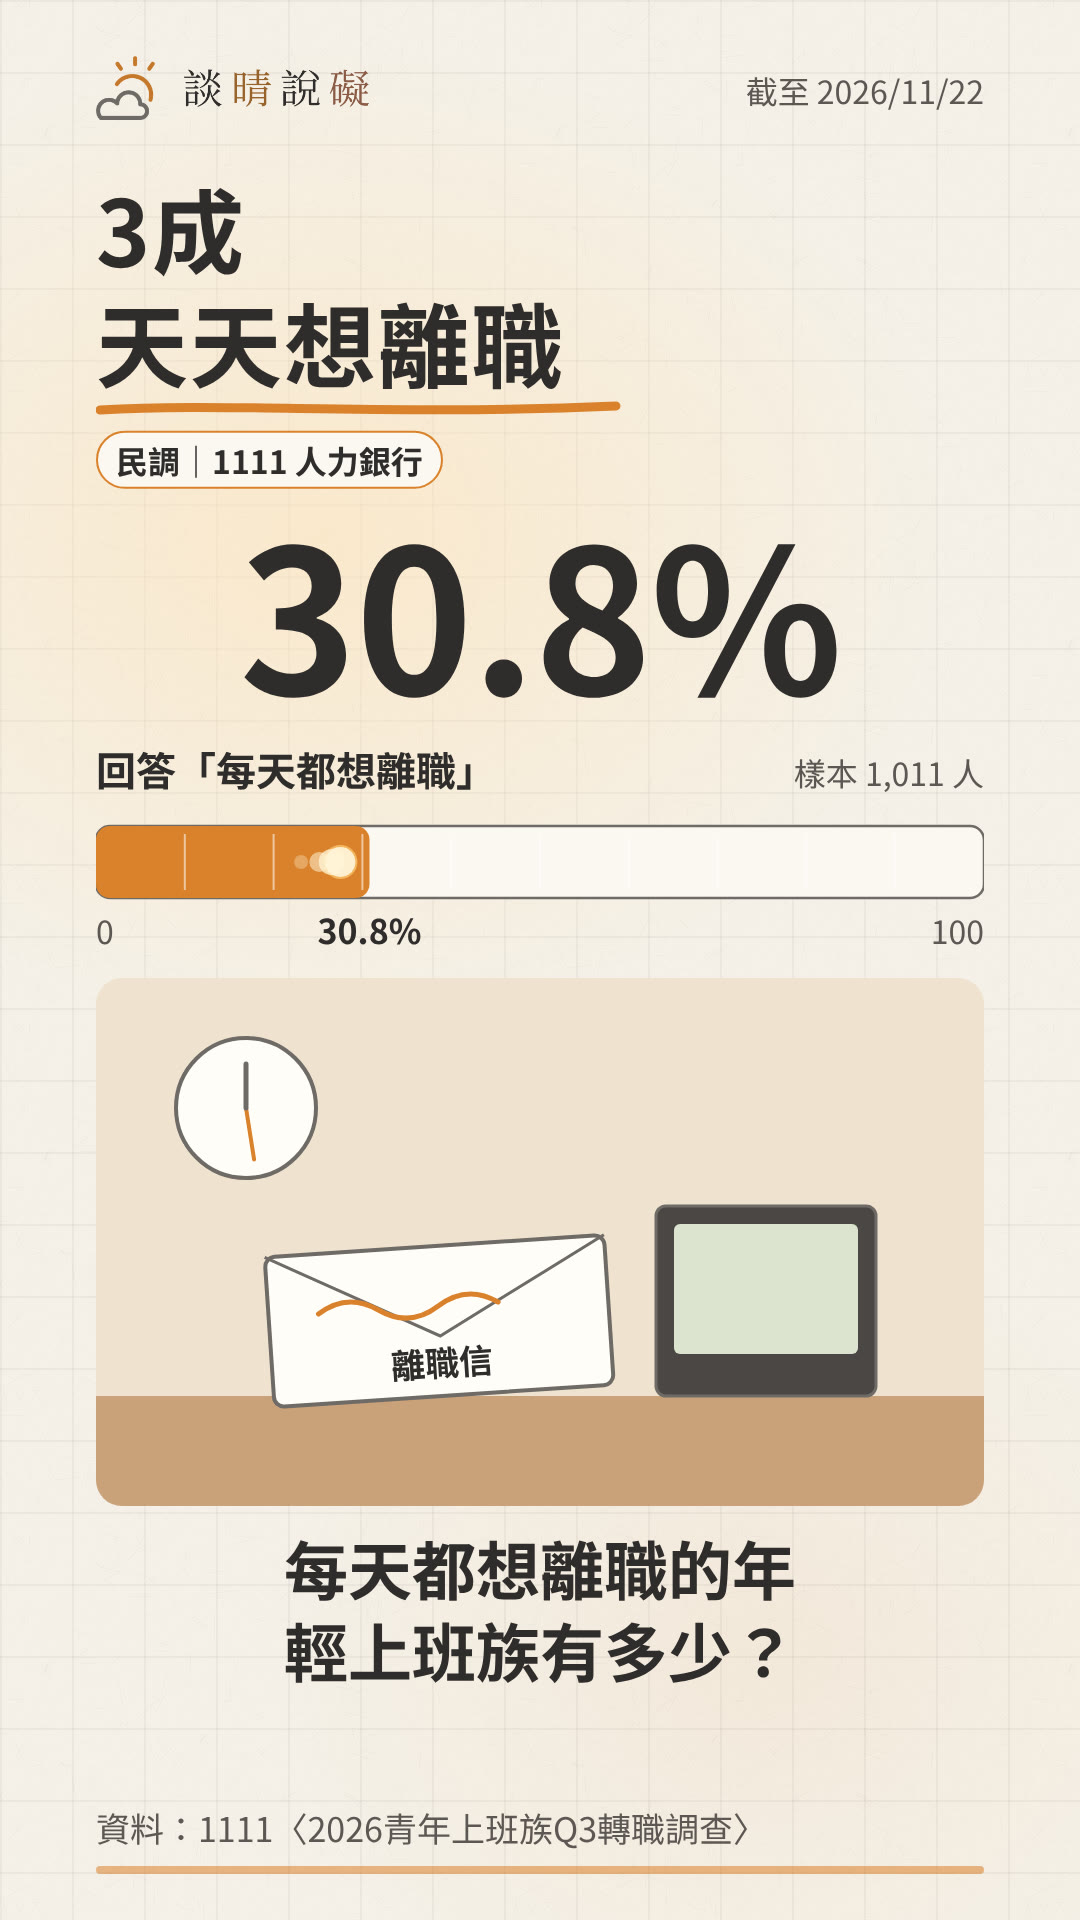 談晴說礙
截至 2026/11/22
3成
天天想離職
民調｜1111 人力銀行
30.8%
回答「每天都想離職」
樣本 1,011 人
0
30.8%
100
離職信
每天都想離職的年
輕上班族有多少？
資料：1111〈2026青年上班族Q3轉職調查〉